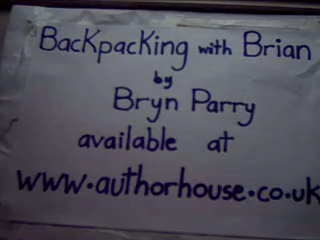 Backpacking with Brian
by
Bryn Parry
available at
www.authorhouse.co.uk